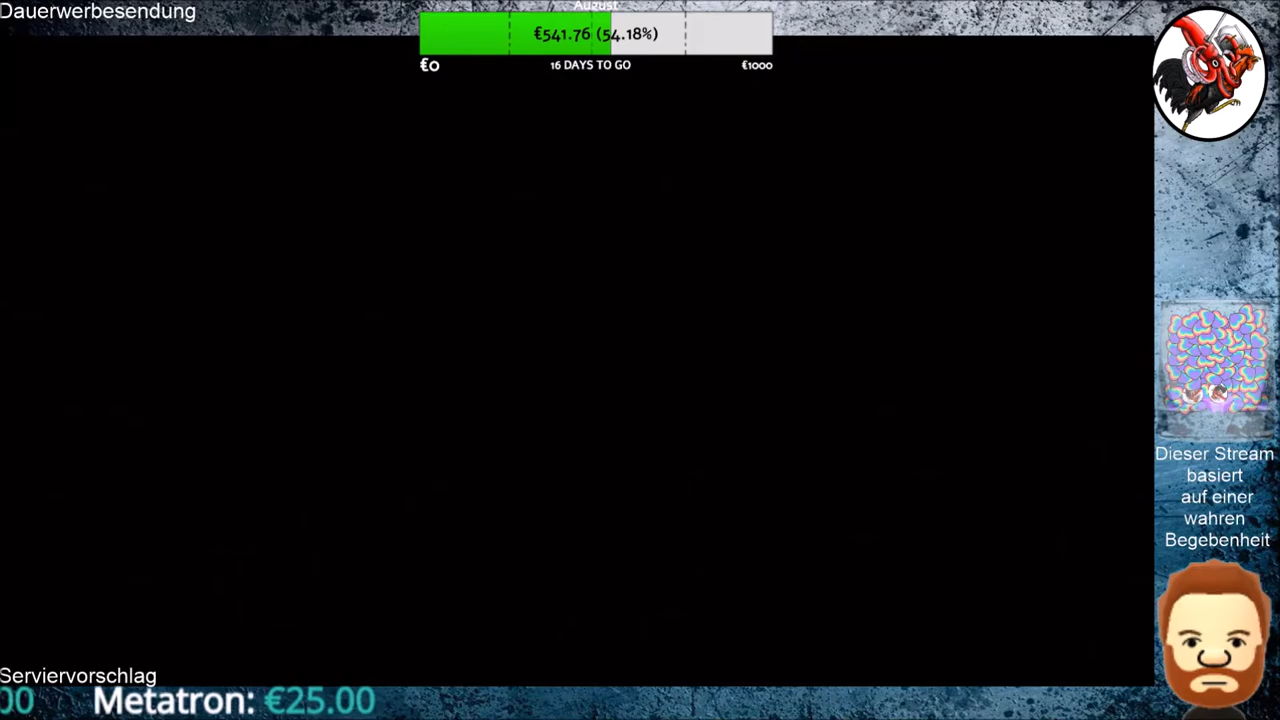 Dauerwerbesendung
August
€541.76 (54.18%)
€0
16 DAYS TO GO
€1000
Dieser Stream
basiert
auf einer
wahren
Begebenheit
Serviervorschlag
00 Metatron: €25.00